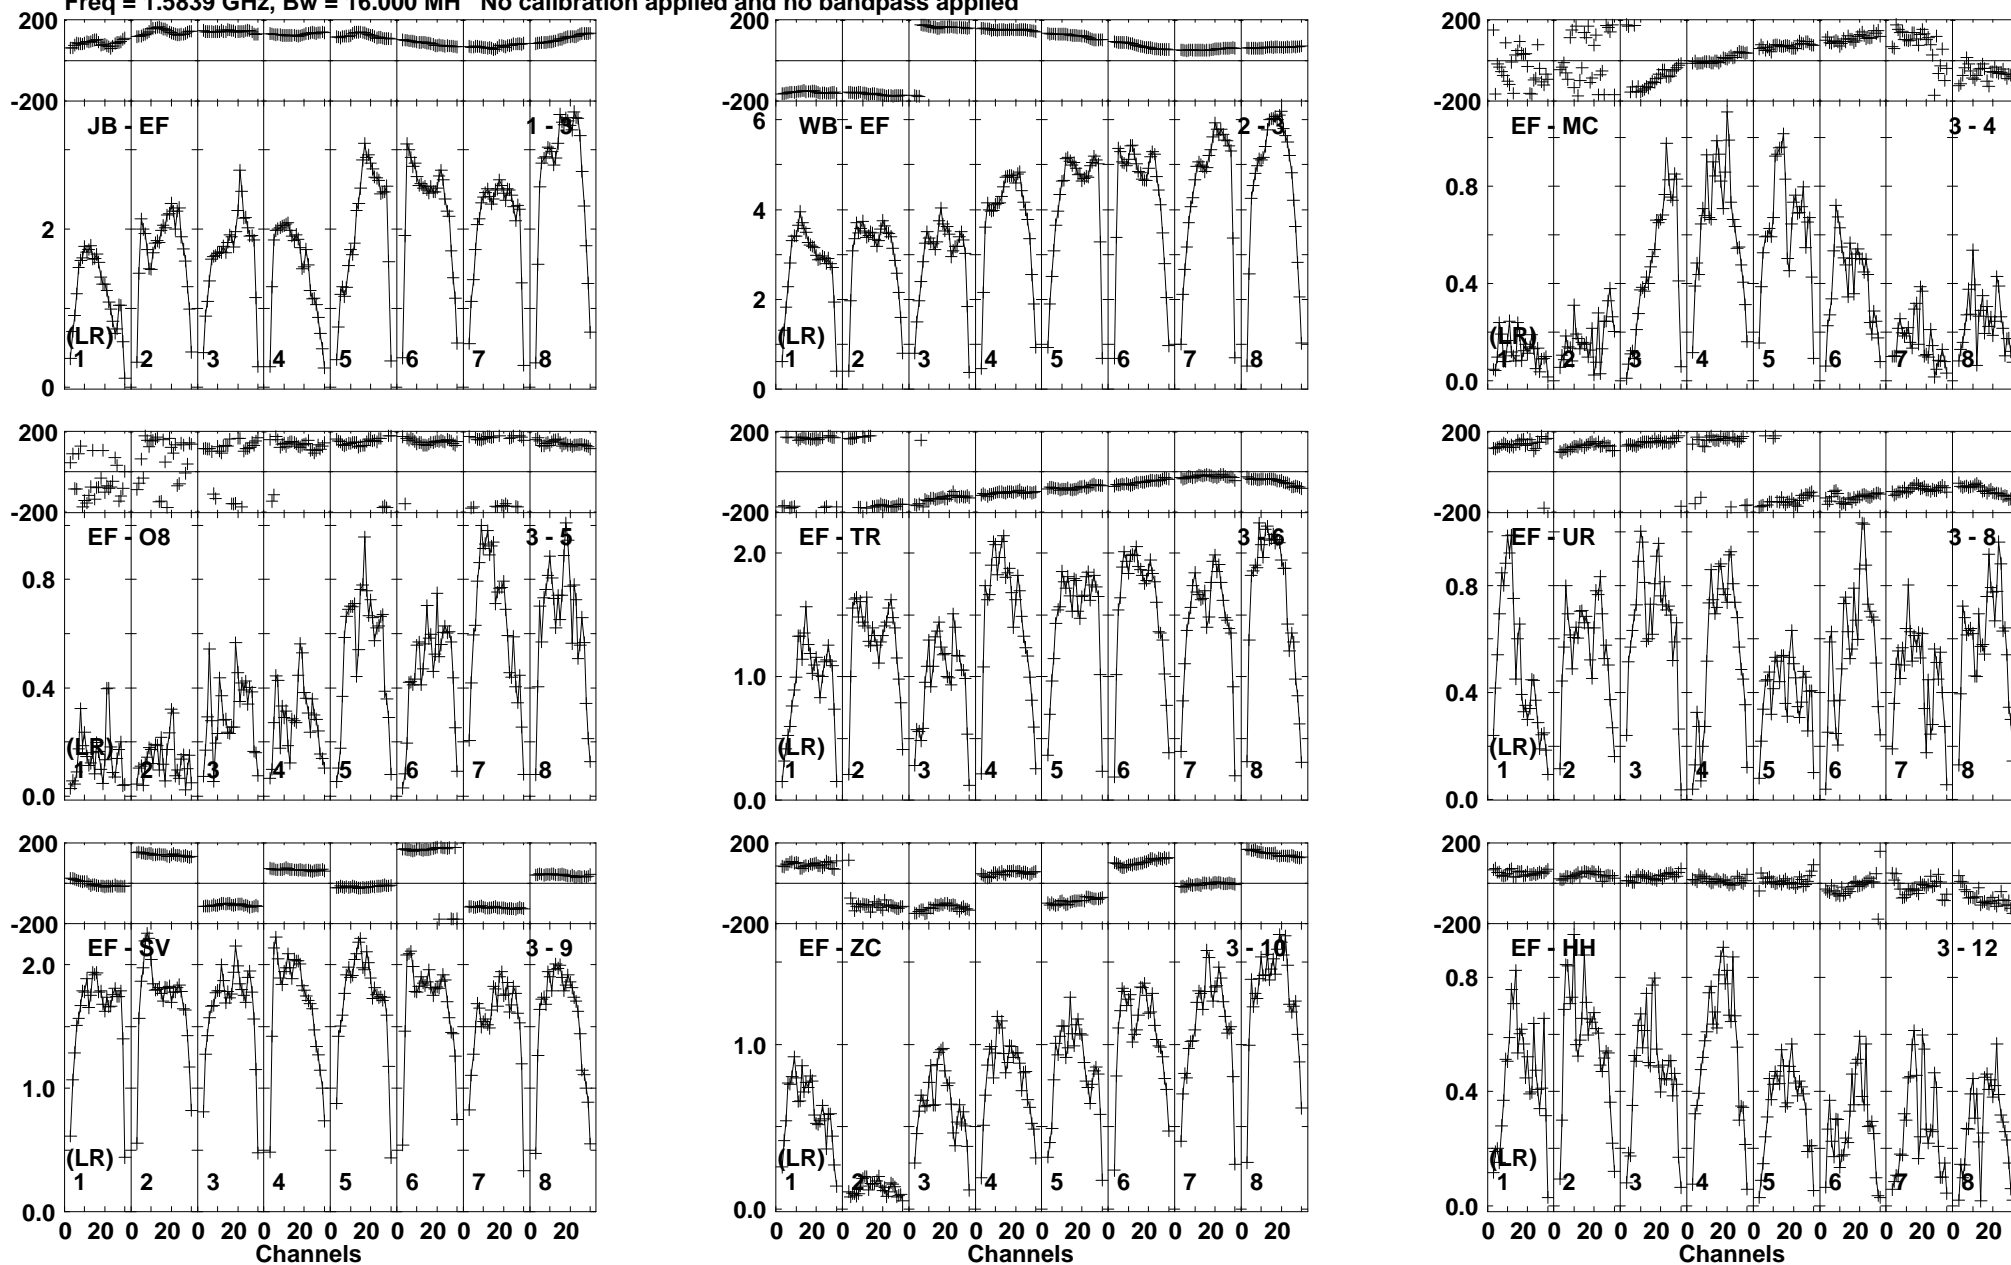 Freq = 1.5839 GHz, Bw = 16.000 MH No calibration applied and no bandpass applied
200
-200
JB - EF
1 - 3
2
0
(LR)
1 2 3 4 5 6 7 8
200
-200
WB - EF
2 - 3
6
4
2
0
(LR)
1 2 3 4 5 6 7 8
200
-200
EF - MC
3 - 4
0.8
0.4
0.0
(LR)
1 2 3 4 5 6 7 8
200
-200
EF - O8
3 - 5
0.8
0.4
0.0
(LR)
1 2 3 4 5 6 7 8
200
-200
EF - TR
3 - 6
2.0
1.0
0.0
(LR)
1 2 3 4 5 6 7 8
200
-200
EF - UR
3 - 8
0.8
0.4
0.0
(LR)
1 2 3 4 5 6 7 8
200
-200
EF - SV
3 - 9
2.0
1.0
0.0
(LR)
1 2 3 4 5 6 7 8
0 20 0 20 0 20 0 20 0 20 0 20 0 20 0 20
Channels
200
-200
EF - ZC
3 - 10
1.0
0.0
(LR)
1 2 3 4 5 6 7 8
0 20 0 20 0 20 0 20 0 20 0 20 0 20 0 20
Channels
200
-200
EF - HH
3 - 12
0.8
0.4
0.0
(LR)
1 2 3 4 5 6 7 8
0 20 0 20 0 20 0 20 0 20 0 20 0 20 0 20
Channels